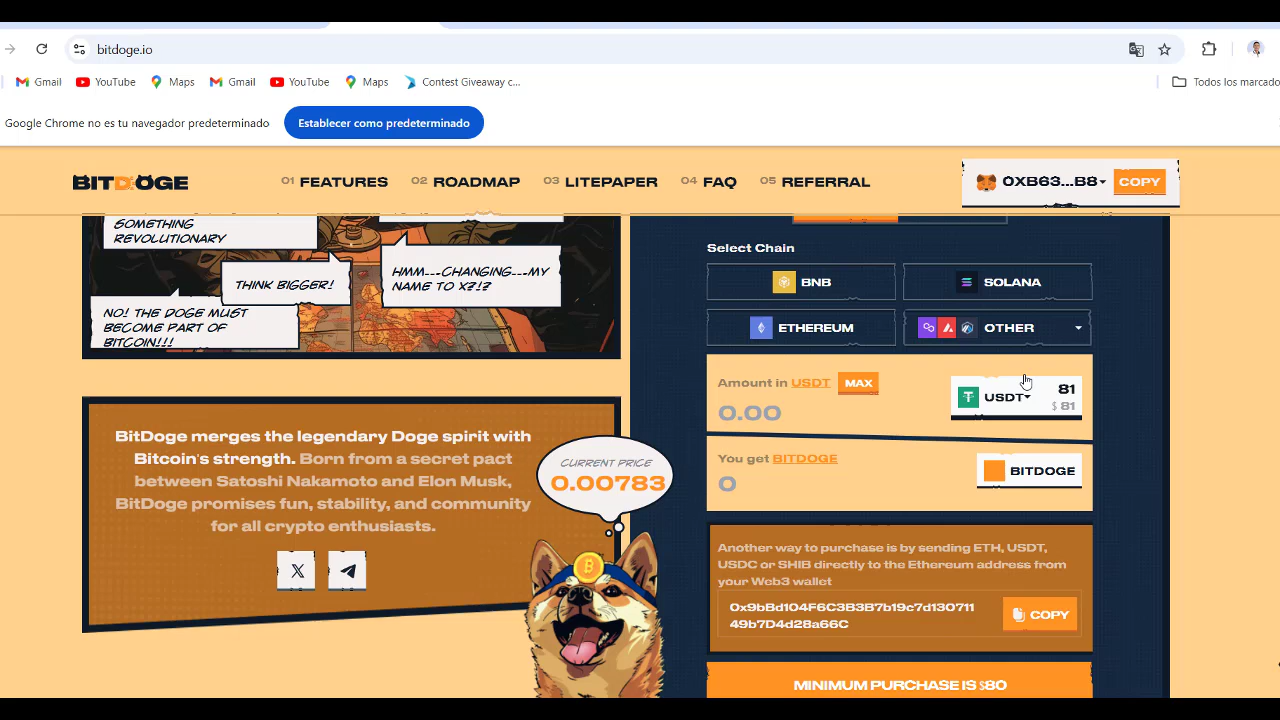 bitdoge.io
Gmail YouTube Maps Gmail YouTube Maps Contest Giveaway c... Todos los marcado
Google Chrome no es tu navegador predeterminado Establecer como predeterminado
BITDOGE 01 FEATURES 02 ROADMAP 03 LITEPAPER 04 FAQ 05 REFERRAL 0XB63...B8 COPY
SOMETHING
REVOLUTIONARY
THINK BIGGER!
HMM---CHANGING---MY
NAME TO X?!?
NO! THE DOGE MUST
BECOME PART OF
BITCOIN!!!
BitDoge merges the legendary Doge spirit with
Bitcoin's strength. Born from a secret pact
between Satoshi Nakamoto and Elon Musk,
BitDoge promises fun, stability, and community
for all crypto enthusiasts.
CURRENT PRICE
0.00783
Select Chain
BNB SOLANA
ETHEREUM OTHER
Amount in USDT MAX
0.00
USDT 81
$ 81
You get BITDOGE
0
BITDOGE
Another way to purchase is by sending ETH, USDT,
USDC or SHIB directly to the Ethereum address from
your Web3 wallet
0x9bBd104F6C3B3B7b19c7d130711
49b7D4d28a66C
COPY
MINIMUM PURCHASE IS $80